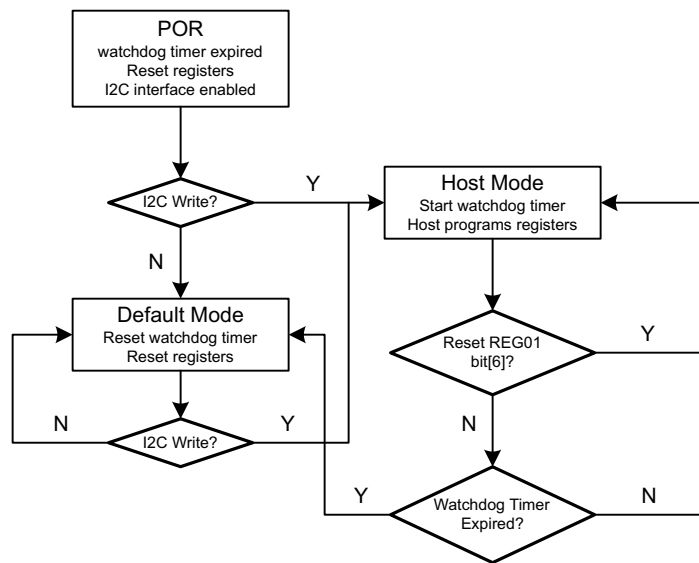 POR
watchdog timer expired
Reset registers
I2C interface enabled
I2C Write?
Y
N
Host Mode
Start watchdog timer
Host programs registers
Default Mode
Reset watchdog timer
Reset registers
I2C Write?
N
Y
Reset REG01
bit[6]?
Y
N
Watchdog Timer
Expired?
Y
N